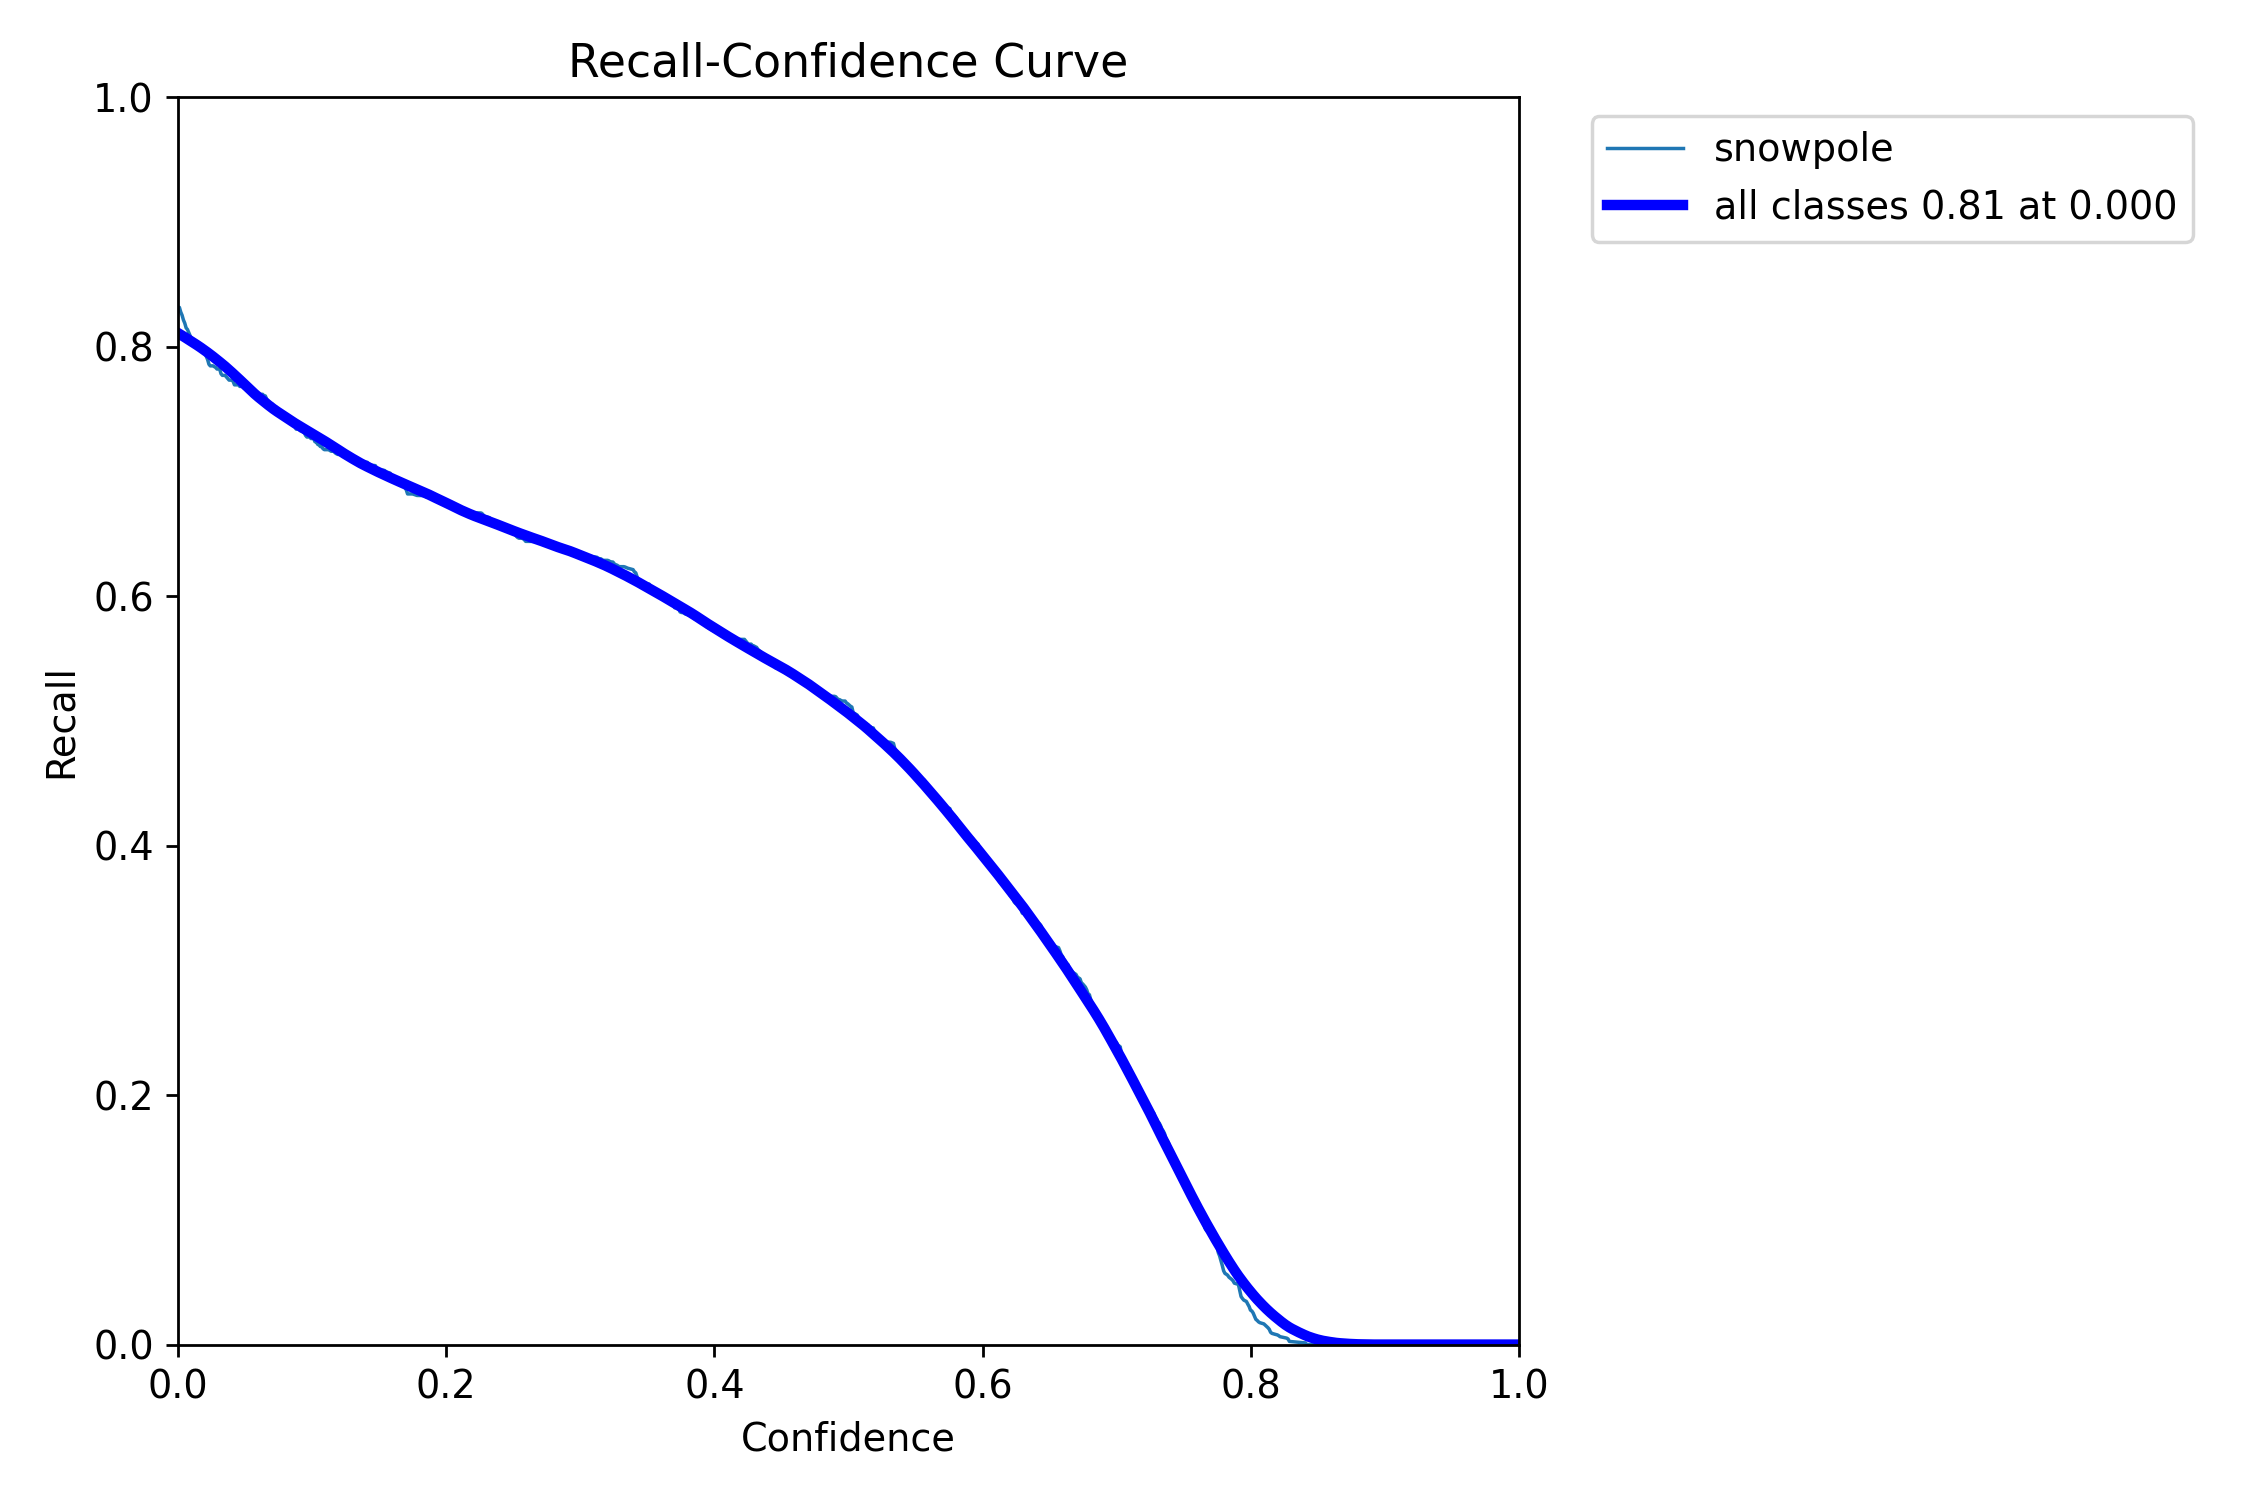 Recall-Confidence Curve
1.0
0.8
0.6
0.4
0.2
0.0
Recall
0.0 0.2 0.4 0.6 0.8 1.0
Confidence
snowpole
all classes 0.81 at 0.000